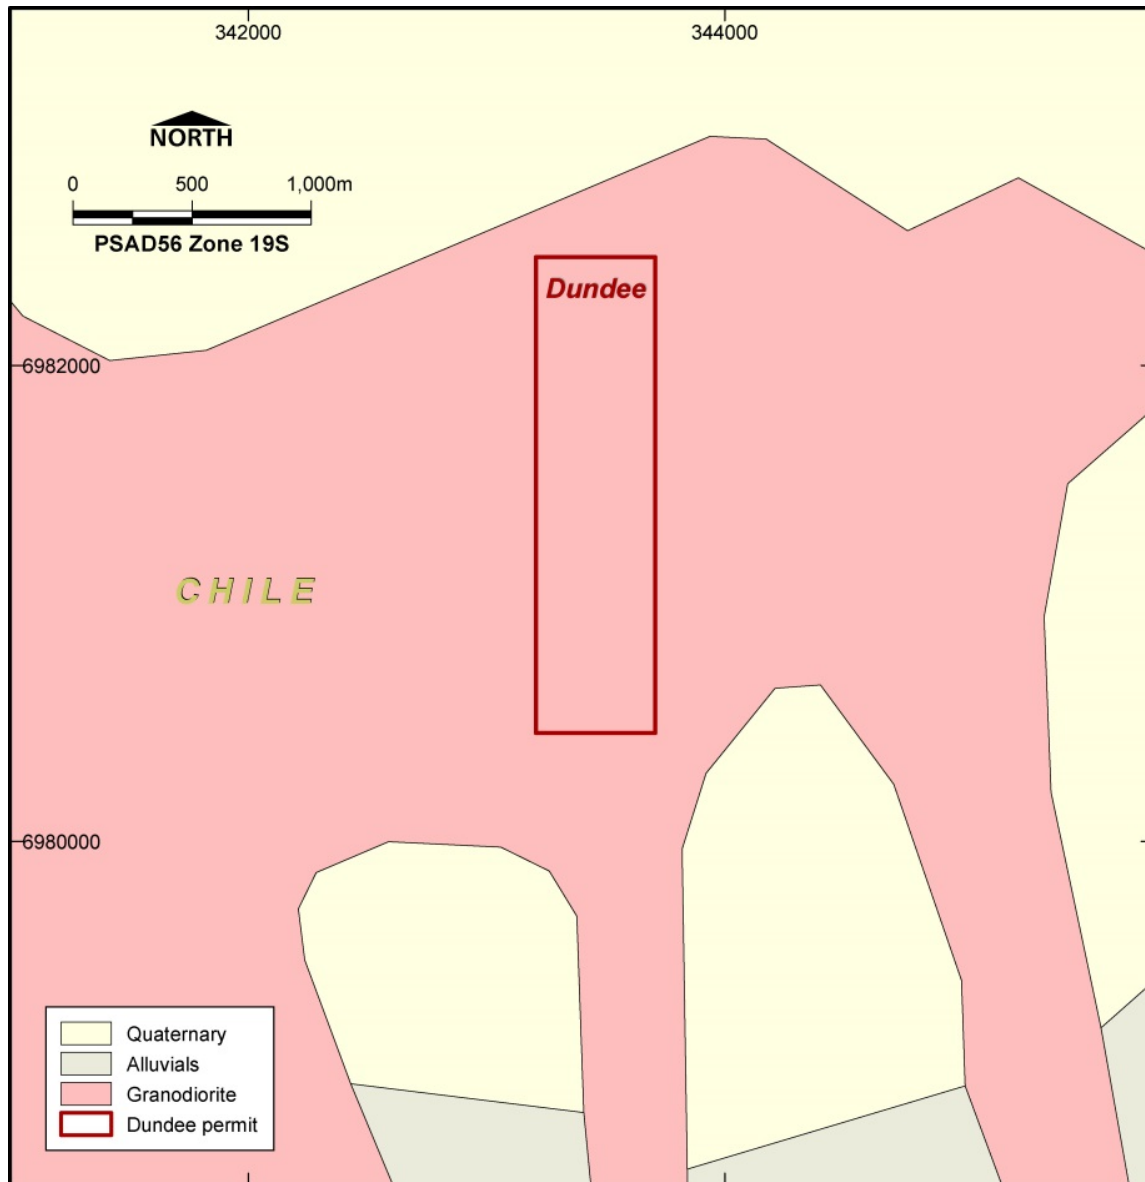 342000 344000
NORTH
0 500 1,000m
PSAD56 Zone 19S
Dundee
6982000
CHILE
6980000
Quaternary
Alluvials
Granodiorite
Dundee permit